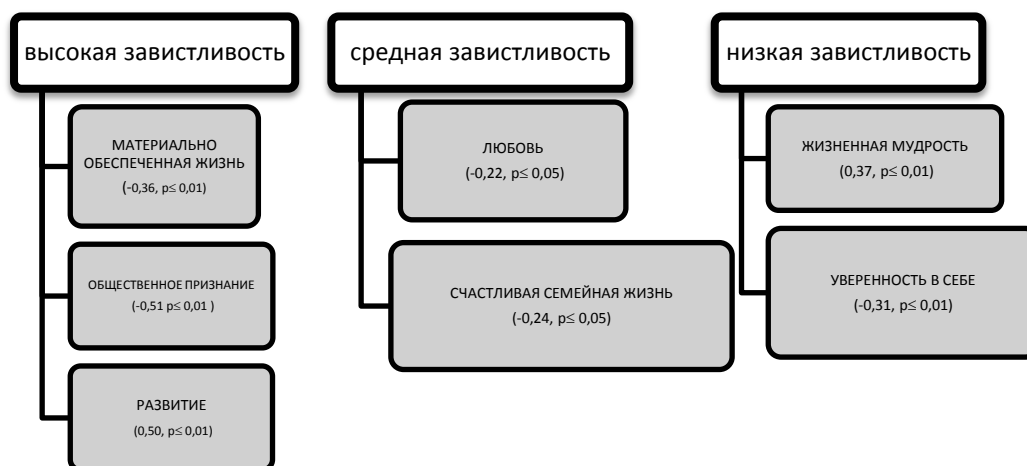 высокая завистливость
МАТЕРИАЛЬНО
ОБЕСПЕЧЕННАЯ ЖИЗНЬ
(-0,36, p≤ 0,01)
ОБЩЕСТВЕННОЕ ПРИЗНАНИЕ
(-0,51 p≤ 0,01 )
РАЗВИТИЕ
(0,50, p≤ 0,01)
средняя завистливость
ЛЮБОВЬ
(-0,22, p≤ 0,05)
СЧАСТЛИВАЯ СЕМЕЙНАЯ ЖИЗНЬ
(-0,24, p≤ 0,05)
низкая завистливость
ЖИЗНЕННАЯ МУДРОСТЬ
(0,37, p≤ 0,01)
УВЕРЕННОСТЬ В СЕБЕ
(-0,31, p≤ 0,01)